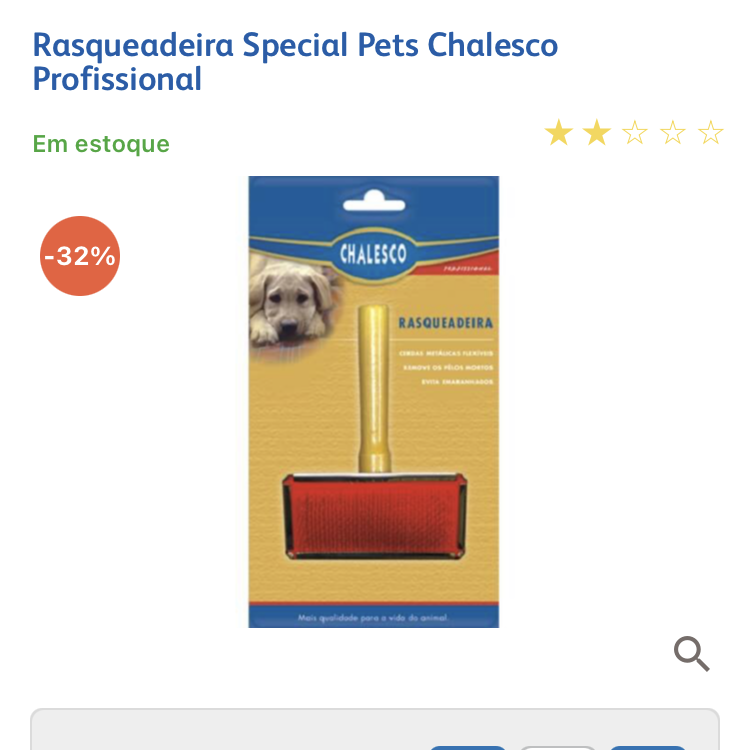 Rasqueadeira Special Pets Chalesco
Profissional
Em estoque
-32%
CHALESCO
PROFISSIONAL
RASQUEADEIRA
CERDAS METÁLICAS FLEXÍVEIS
REMOVE OS PÊLOS MORTOS
EVITA EMARANHADOS
Mais qualidade para a vida do animal.